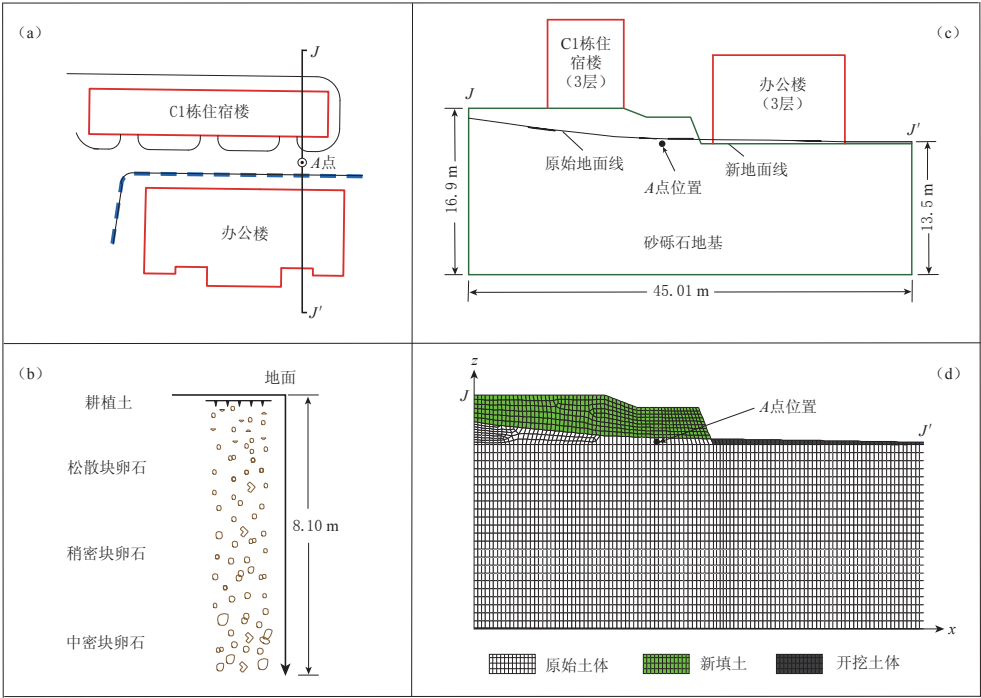 (a)
J
C1栋住宿楼
A点
办公楼
J′
(b)
地面
耕植土
松散块卵石
稍密块卵石
中密块卵石
8.10 m
(c)
C1栋住
宿楼
（3层）
办公楼
（3层）
J
J′
原始地面线
A点位置
新地面线
16.9 m
13.5 m
砂砾石地基
45.01 m
(d)
z
J
A点位置
J′
x
原始土体
新填土
开挖土体